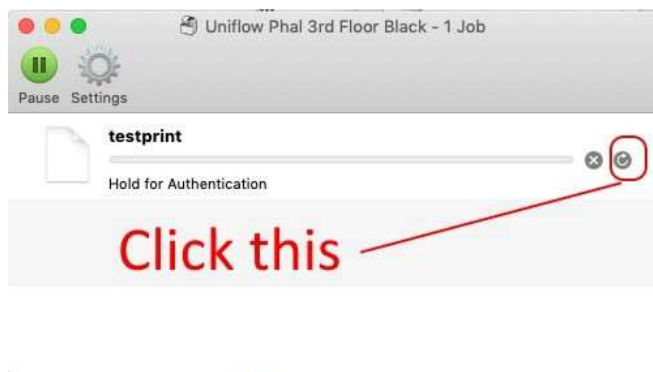 Uniflow Phal 3rd Floor Black - 1 Job
Pause Settings
testprint
Hold for Authentication
Click this